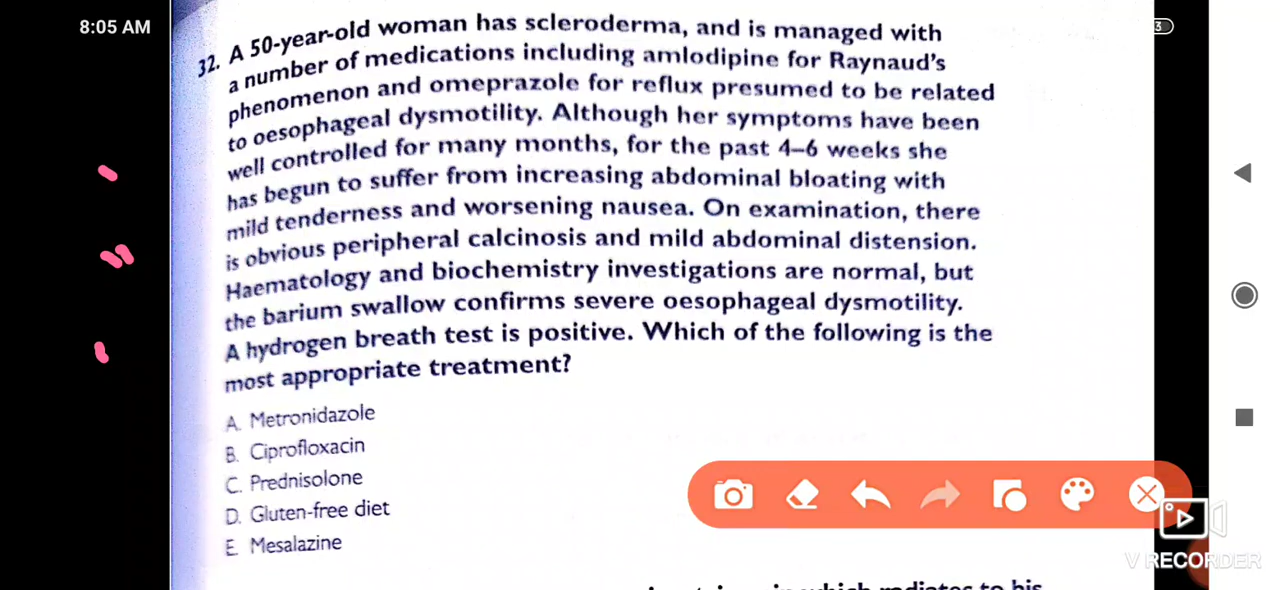 8:05 AM
32. A 50-year-old woman has scleroderma, and is managed with
a number of medications including amlodipine for Raynaud's
phenomenon and omeprazole for reflux presumed to be related
to oesophageal dysmotility. Although her symptoms have been
well controlled for many months, for the past 4–6 weeks she
has begun to suffer from increasing abdominal bloating with
mild tenderness and worsening nausea. On examination, there
is obvious peripheral calcinosis and mild abdominal distension.
Haematology and biochemistry investigations are normal, but
the barium swallow confirms severe oesophageal dysmotility.
A hydrogen breath test is positive. Which of the following is the
most appropriate treatment?
A. Metronidazole
B. Ciprofloxacin
C. Prednisolone
D. Gluten-free diet
E. Mesalazine
V RECORDER
which radiates to his